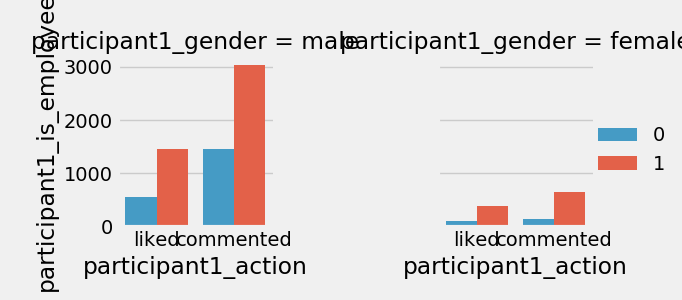 participant1_gender = male
participant1_gender = female
participant1_is_employee
3000
2000
1000
0
liked
commented
liked
commented
participant1_action
participant1_action
0
1